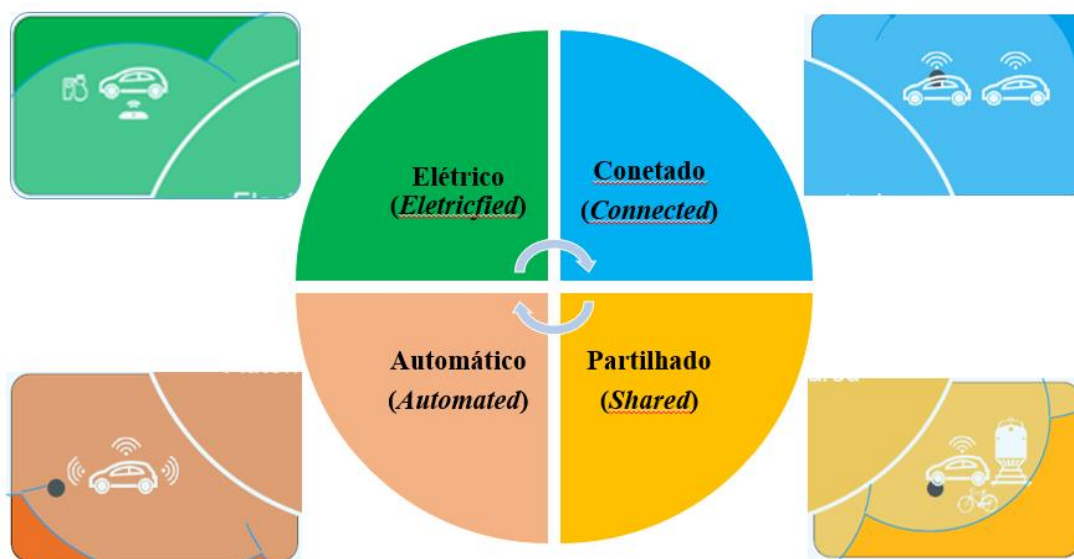 Elétrico
(Eletricfied)
Conetado
(Connected)
Automático
(Automated)
Partilhado
(Shared)